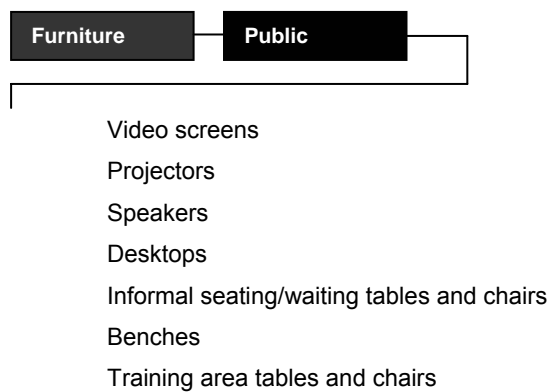 Furniture Public
Video screens
Projectors
Speakers
Desktops
Informal seating/waiting tables and chairs
Benches
Training area tables and chairs